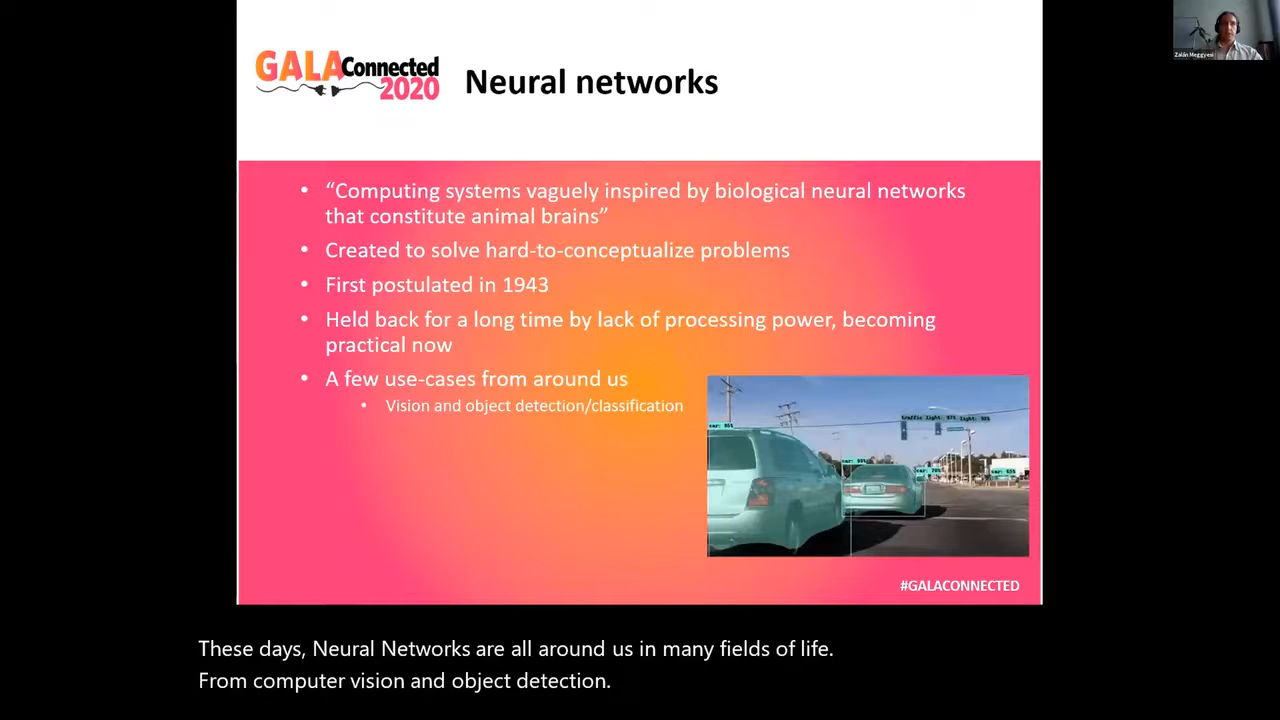 GALA Connected
2020
Neural networks
Zalán Meggyesi
• “Computing systems vaguely inspired by biological neural networks
that constitute animal brains”
• Created to solve hard-to-conceptualize problems
• First postulated in 1943
• Held back for a long time by lack of processing power, becoming
practical now
• A few use-cases from around us
• Vision and object detection/classification
#GALACONNECTED
These days, Neural Networks are all around us in many fields of life.
From computer vision and object detection.